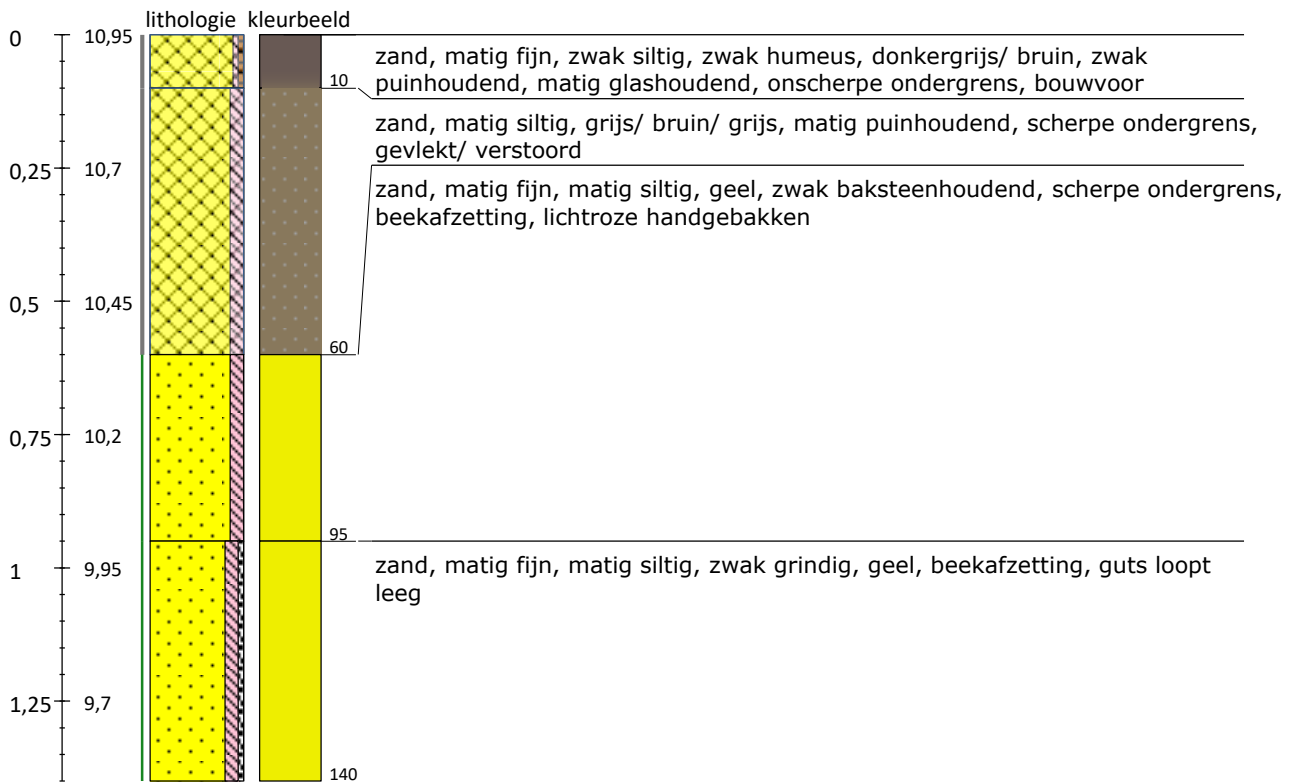 lithologie kleurbeeld
0 10,95
zand, matig fijn, zwak siltig, zwak humeus, donkergrijs/ bruin, zwak
puinhoudend, matig glashoudend, onscherpe ondergrens, bouwvoor
10
zand, matig siltig, grijs/ bruin/ grijs, matig puinhoudend, scherpe ondergrens,
gevlekt/ verstoord
0,25 10,7
zand, matig fijn, matig siltig, geel, zwak baksteenhoudend, scherpe ondergrens,
beekafzetting, lichtroze handgebakken
0,5 10,45
60
0,75 10,2
95
1 9,95
zand, matig fijn, matig siltig, zwak grindig, geel, beekafzetting, guts loopt
leeg
1,25 9,7
140